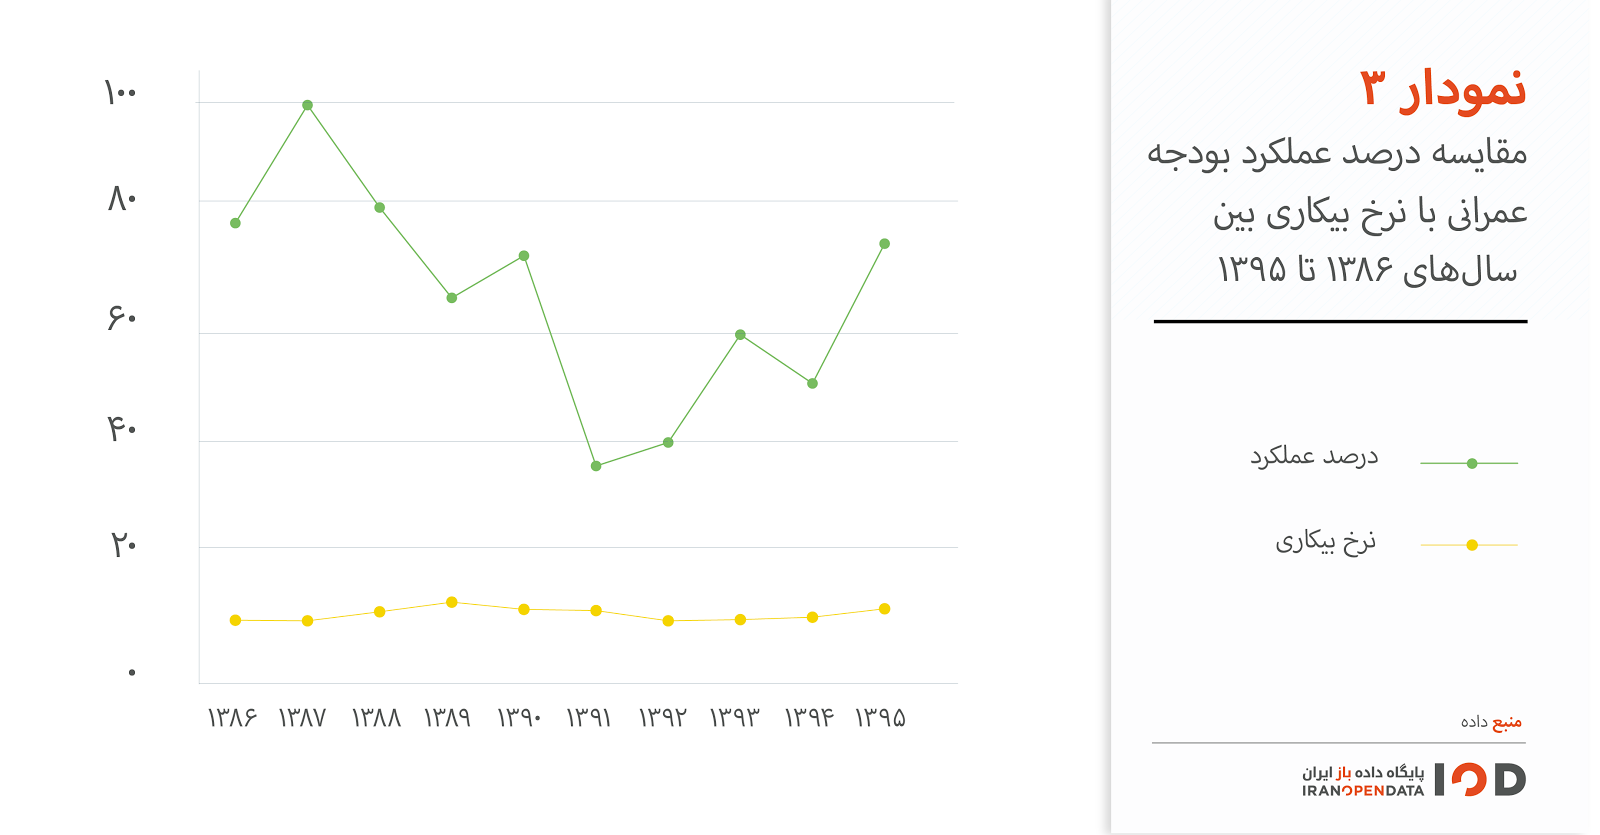 نمودار ۳
مقایسه درصد عملکرد بودجه
عمرانی با نرخ بیکاری بین
سال‌های ۱۳۸۶ تا ۱۳۹۵
درصد عملکرد
نرخ بیکاری
۱۰۰
۸۰
۶۰
۴۰
۲۰
۰
۱۳۸۶ ۱۳۸۷ ۱۳۸۸ ۱۳۸۹ ۱۳۹۰ ۱۳۹۱ ۱۳۹۲ ۱۳۹۳ ۱۳۹۴ ۱۳۹۵
منبع داده
پایگاه داده باز ایران
IRANOPENDATA
IOD